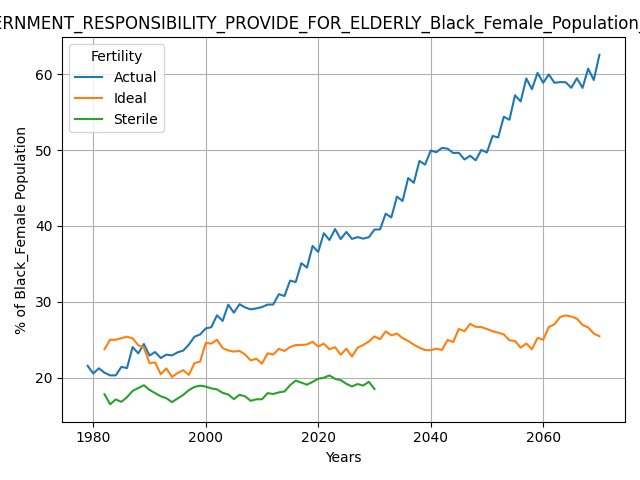 ERNMENT_RESPONSIBILITY_PROVIDE_FOR_ELDERLY_Black_Female_Population_
Fertility
Actual
Ideal
Sterile
% of Black_Female Population
60
50
40
30
20
1980 2000 2020 2040 2060
Years